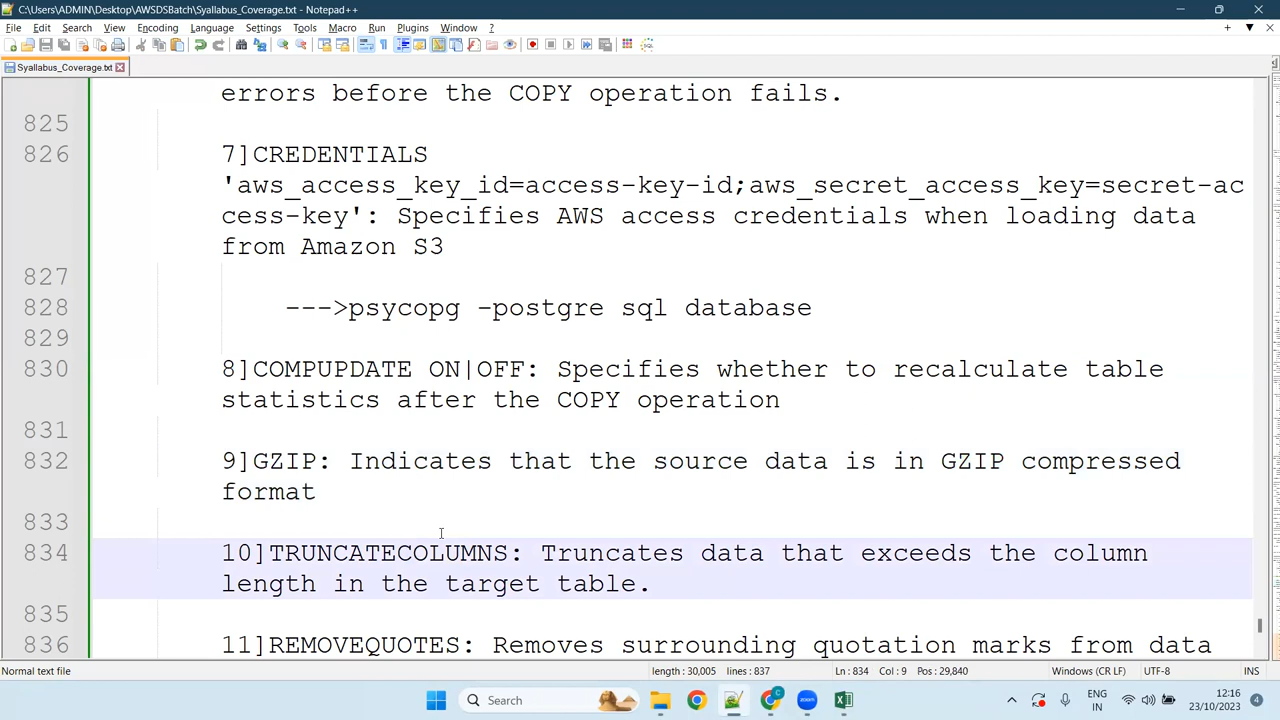 C:\Users\ADMIN\Desktop\AWSDSBatch\Syllabus_Coverage.txt - Notepad++
File Edit Search View Encoding Language Settings Tools Macro Run Plugins Window ?
Syallabus_Coverage.txt
errors before the COPY operation fails.
825
826 7]CREDENTIALS
'aws_access_key_id=access-key-id;aws_secret_access_key=secret-ac
cess-key': Specifies AWS access credentials when loading data
from Amazon S3
827
828 --->psycopg -postgre sql database
829
830 8]COMPUPDATE ON|OFF: Specifies whether to recalculate table
statistics after the COPY operation
831
832 9]GZIP: Indicates that the source data is in GZIP compressed
format
833
834 10]TRUNCATECOLUMNS: Truncates data that exceeds the column
length in the target table.
835
836 11]REMOVEQUOTES: Removes surrounding quotation marks from data
Normal text file length : 30,005 lines : 837 Ln : 834 Col : 9 Pos : 29,840 Windows (CR LF) UTF-8 INS
Search ENG IN 12:16 23/10/2023 4